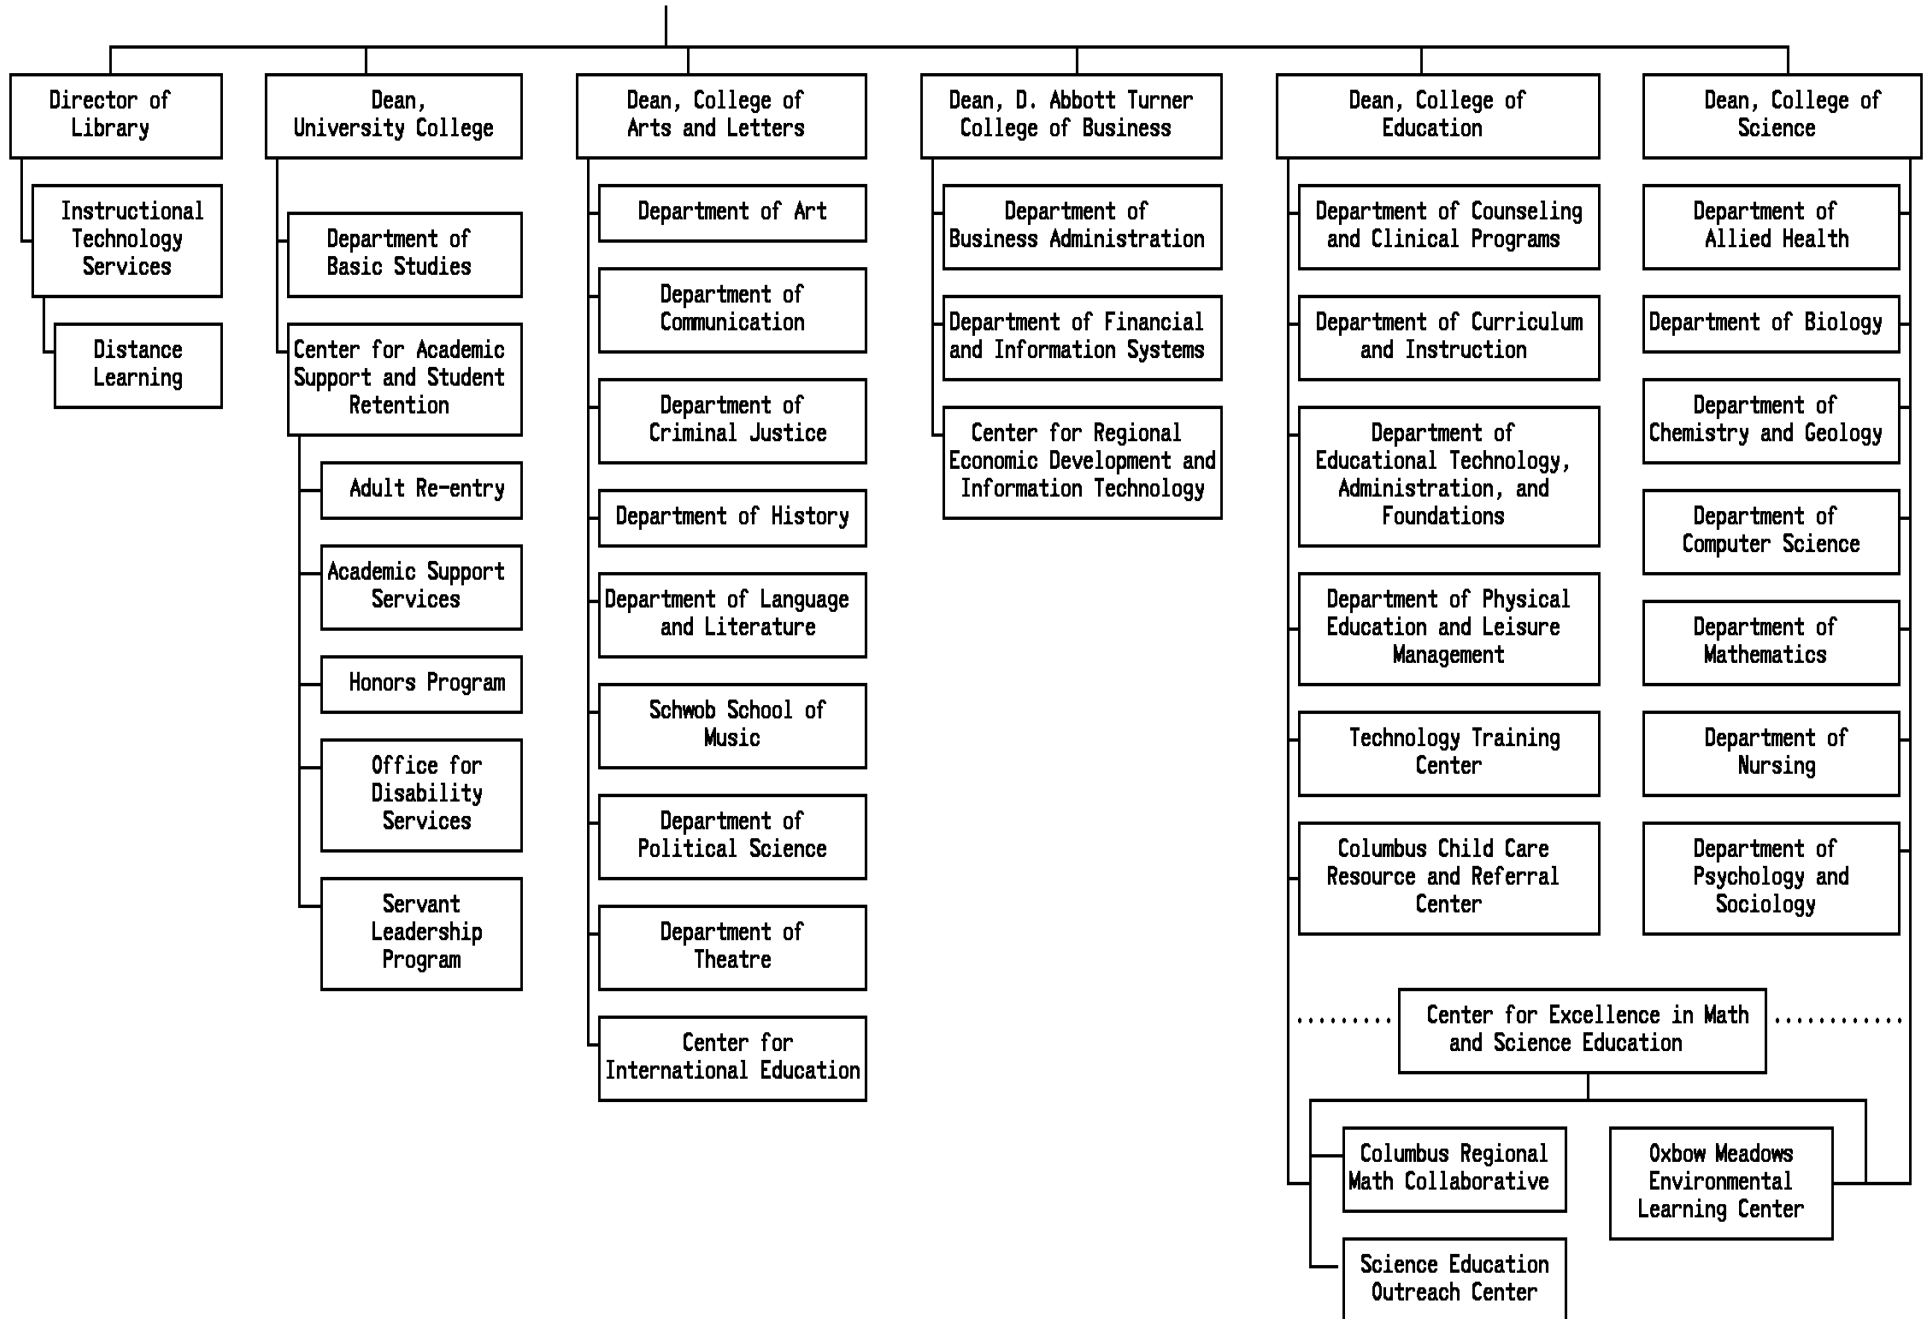 Director of
Library
Instructional
Technology
Services
Distance
Learning
Dean,
University College
Department of
Basic Studies
Center for Academic
Support and Student
Retention
Adult Re-entry
Academic Support
Services
Honors Program
Office for
Disability
Services
Servant
Leadership
Program
Dean, College of
Arts and Letters
Department of Art
Department of
Communication
Department of
Criminal Justice
Department of History
Department of Language
and Literature
Schwob School of
Music
Department of
Political Science
Department of
Theatre
Center for
International Education
Dean, D. Abbott Turner
College of Business
Department of
Business Administration
Department of Financial
and Information Systems
Center for Regional
Economic Development and
Information Technology
Dean, College of
Education
Department of Counseling
and Clinical Programs
Department of Curriculum
and Instruction
Department of
Educational Technology,
Administration, and
Foundations
Department of Physical
Education and Leisure
Management
Technology Training
Center
Columbus Child Care
Resource and Referral
Center
Dean, College of
Science
Department of
Allied Health
Department of Biology
Department of
Chemistry and Geology
Department of
Computer Science
Department of
Mathematics
Department of
Nursing
Department of
Psychology and
Sociology
Center for Excellence in Math
and Science Education
Columbus Regional
Math Collaborative
Science Education
Outreach Center
Oxbow Meadows
Environmental
Learning Center